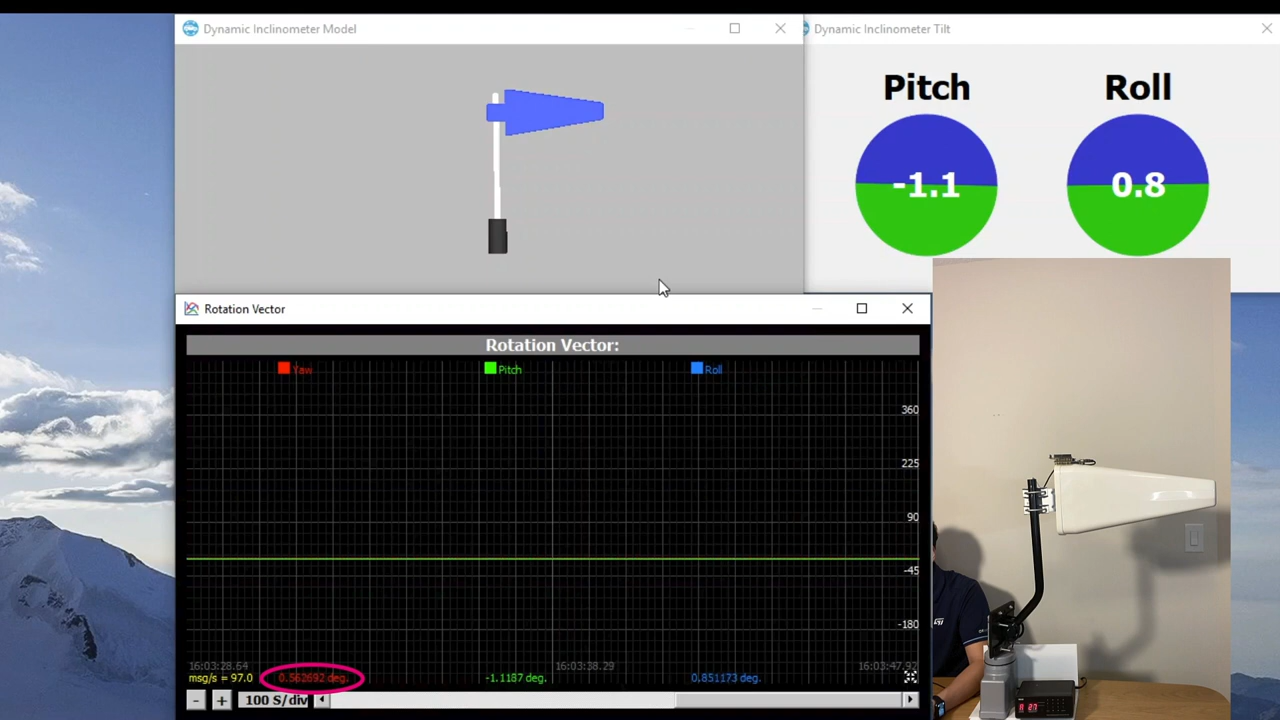 Dynamic Inclinometer Model
Dynamic Inclinometer Tilt
Pitch
Roll
-1.1
0.8
Rotation Vector
Rotation Vector:
Yaw
Pitch
Roll
360
225
90
-45
-180
16:03:28.64
16:03:38.29
16:03:47.92
msg/s = 97.0
0.562692 deg.
-1.1187 deg.
0.851173 deg.
-
+
100 S/div
ST